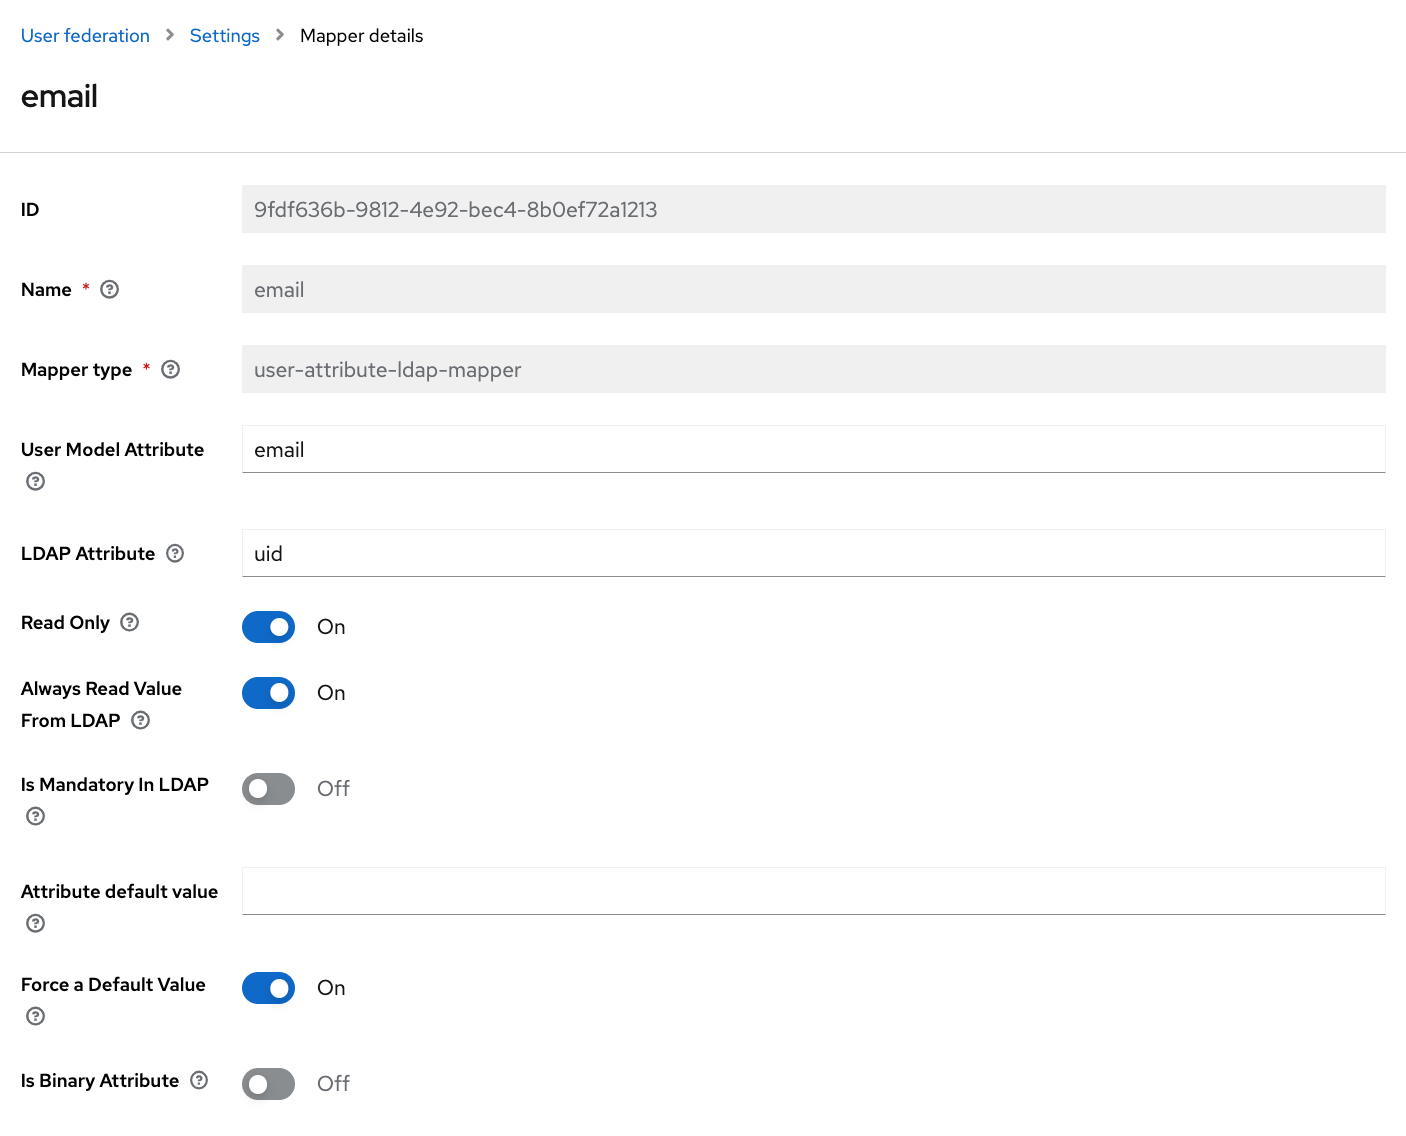 User federation > Settings > Mapper details
email
ID
9fdf636b-9812-4e92-bec4-8b0ef72a1213
Name *
email
Mapper type *
user-attribute-ldap-mapper
User Model Attribute
email
LDAP Attribute
uid
Read Only
On
Always Read Value
From LDAP
On
Is Mandatory In LDAP
Off
Attribute default value
Force a Default Value
On
Is Binary Attribute
Off